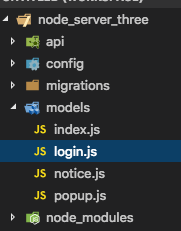 node_server_three
api
config
migrations
models
JS index.js
JS login.js
JS notice.js
JS popup.js
node_modules